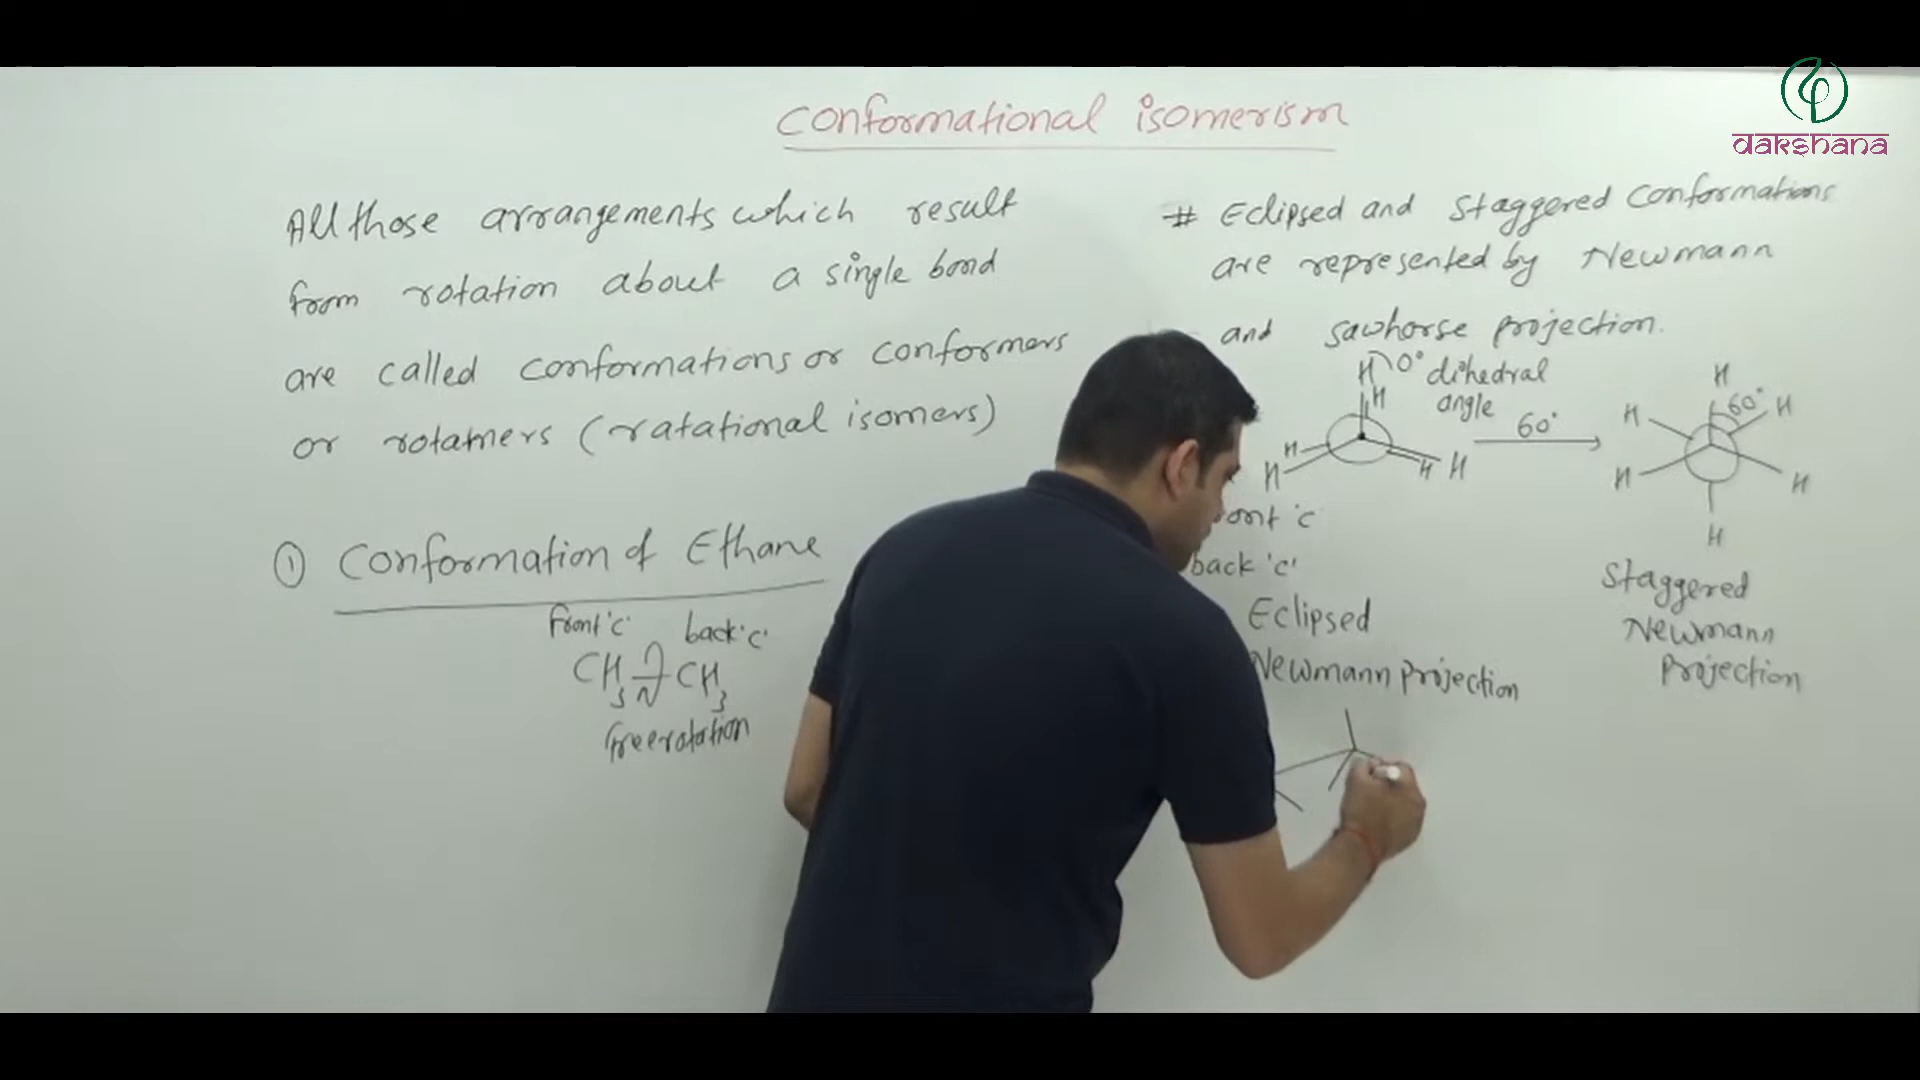 Conformational isomerism
dakshana
All those arrangements which result
from rotation about a single bond
are called conformations or conformers
or rotamers (ratational isomers)
① Conformation of Ethane
front 'c' back 'c'
CH3 CH3
free rotation
# Eclipsed and Staggered Conformations
are represented by Newmann
and sawhorse projection.
H 0° dihedral
H angle
H H
H H
back 'c'
Eclipsed
Newmann projection
60°
H
H 60° H
H H
H
Staggered
Newmann
Projection